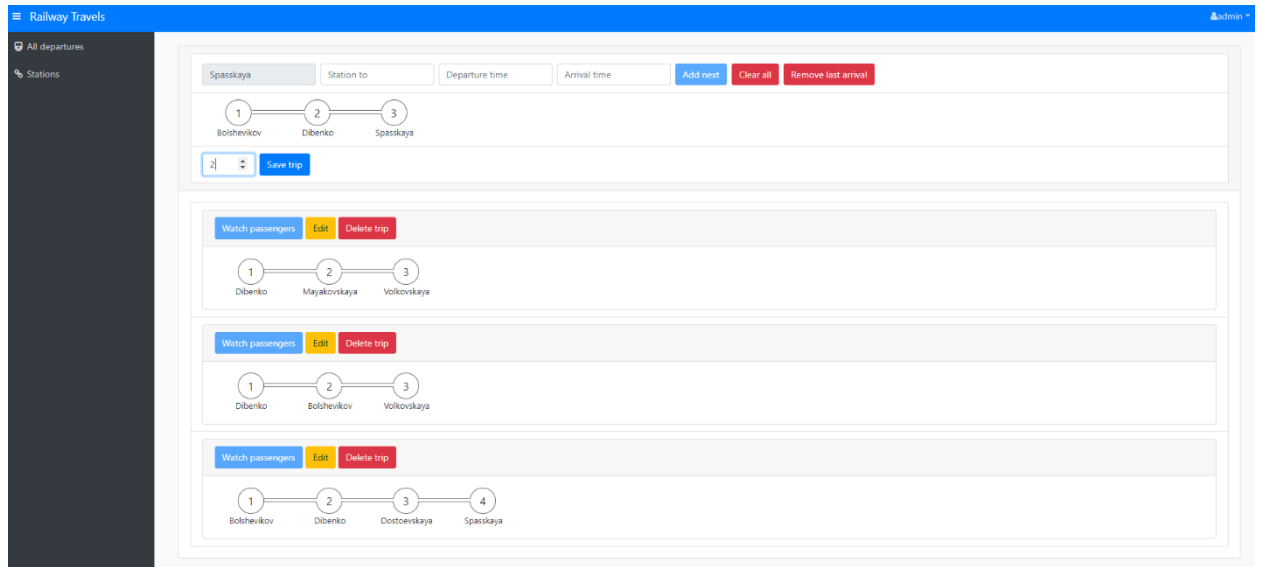 Railway Travels
admin
All departures
Stations
Spasskaya Station to Departure time Arrival time Add next Clear all Remove last arrival
1 2 3
Bolshevikov Dibenko Spasskaya
2 Save trip
Watch passengers Edit Delete trip
1 2 3
Dibenko Mayakovskaya Volkovskaya
Watch passengers Edit Delete trip
1 2 3
Dibenko Bolshevikov Volkovskaya
Watch passengers Edit Delete trip
1 2 3 4
Bolshevikov Dibenko Dostoevskaya Spasskaya